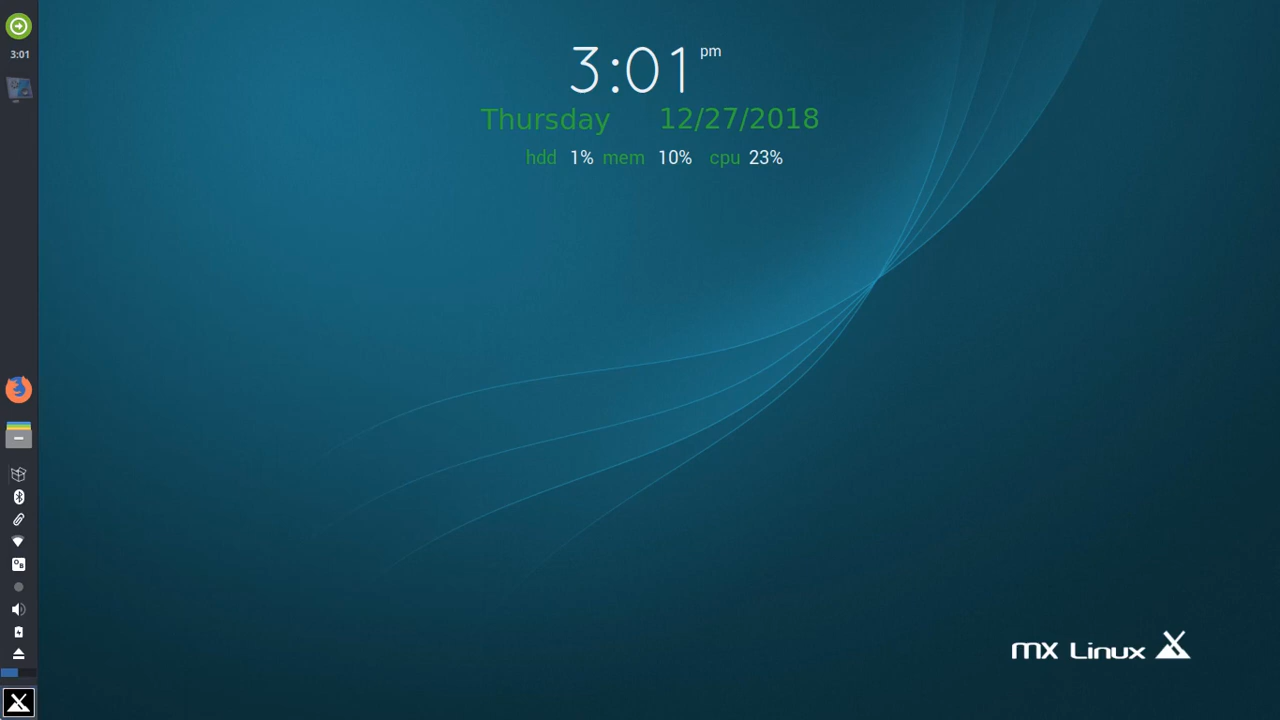 3:01
3:01 pm
Thursday 12/27/2018
hdd 1% mem 10% cpu 23%
MX Linux